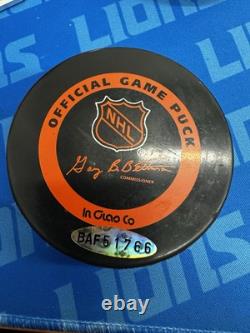 LIONS
OFFICIAL GAME PUCK
NHL
Gary B. Bettman
COMMISSIONER
In Glas Co
BAF51766
LIONS